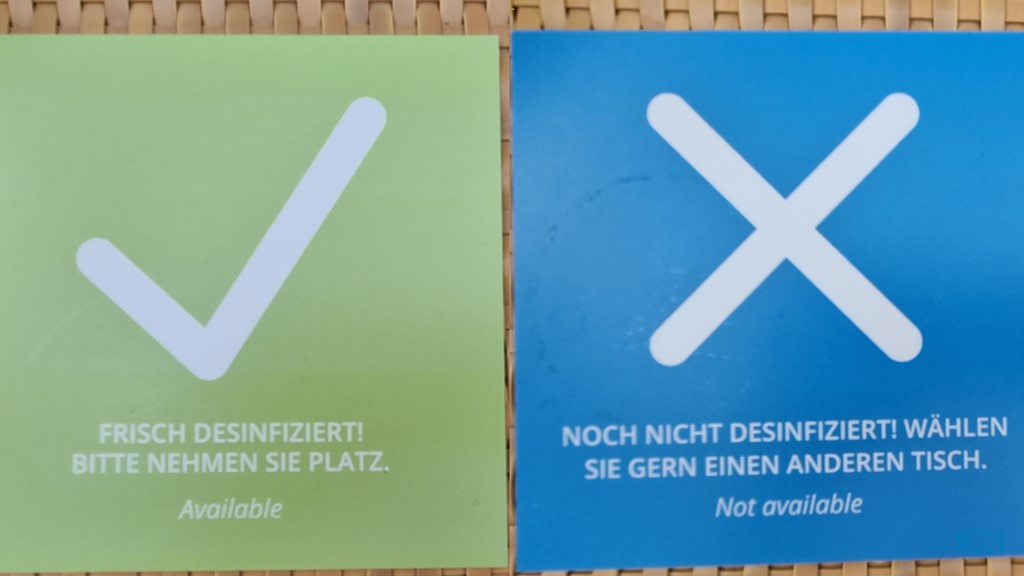 FRISCH DESINFIZIERT!
BITTE NEHMEN SIE PLATZ.
Available
NOCH NICHT DESINFIZIERT! WÄHLEN
SIE GERN EINEN ANDEREN TISCH.
Not available